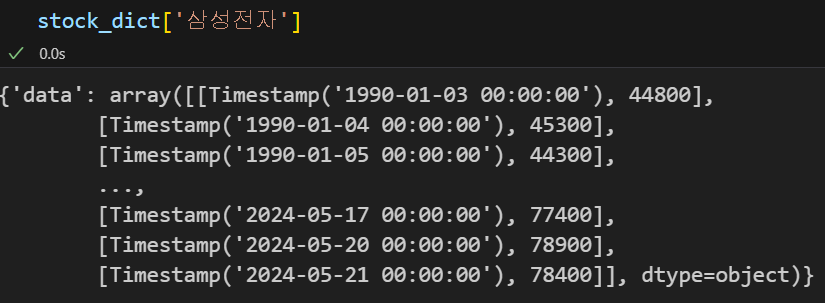 stock_dict['삼성전자']
✓ 0.0s
{'data': array([[Timestamp('1990-01-03 00:00:00'), 44800],
[Timestamp('1990-01-04 00:00:00'), 45300],
[Timestamp('1990-01-05 00:00:00'), 44300],
...,
[Timestamp('2024-05-17 00:00:00'), 77400],
[Timestamp('2024-05-20 00:00:00'), 78900],
[Timestamp('2024-05-21 00:00:00'), 78400]], dtype=object)}